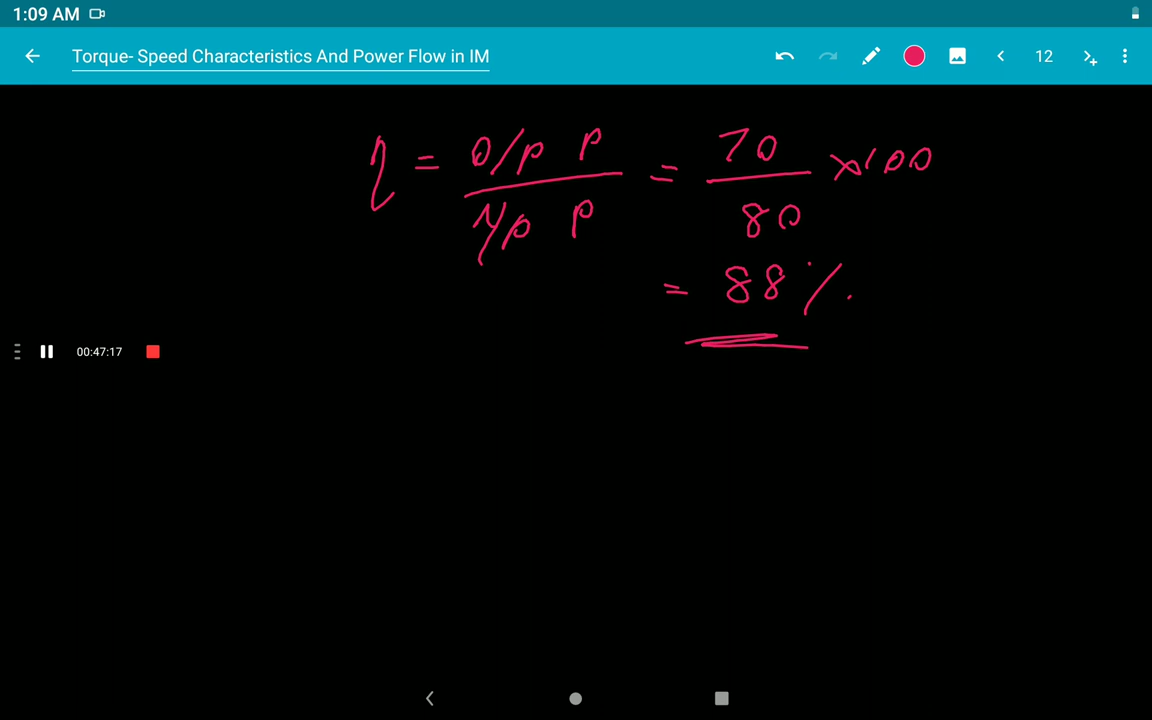 1:09 AM
Torque- Speed Characteristics And Power Flow in IM
12
η = O/p P / I/p P = 70 / 80 × 100
= 88 %.
00:47:17